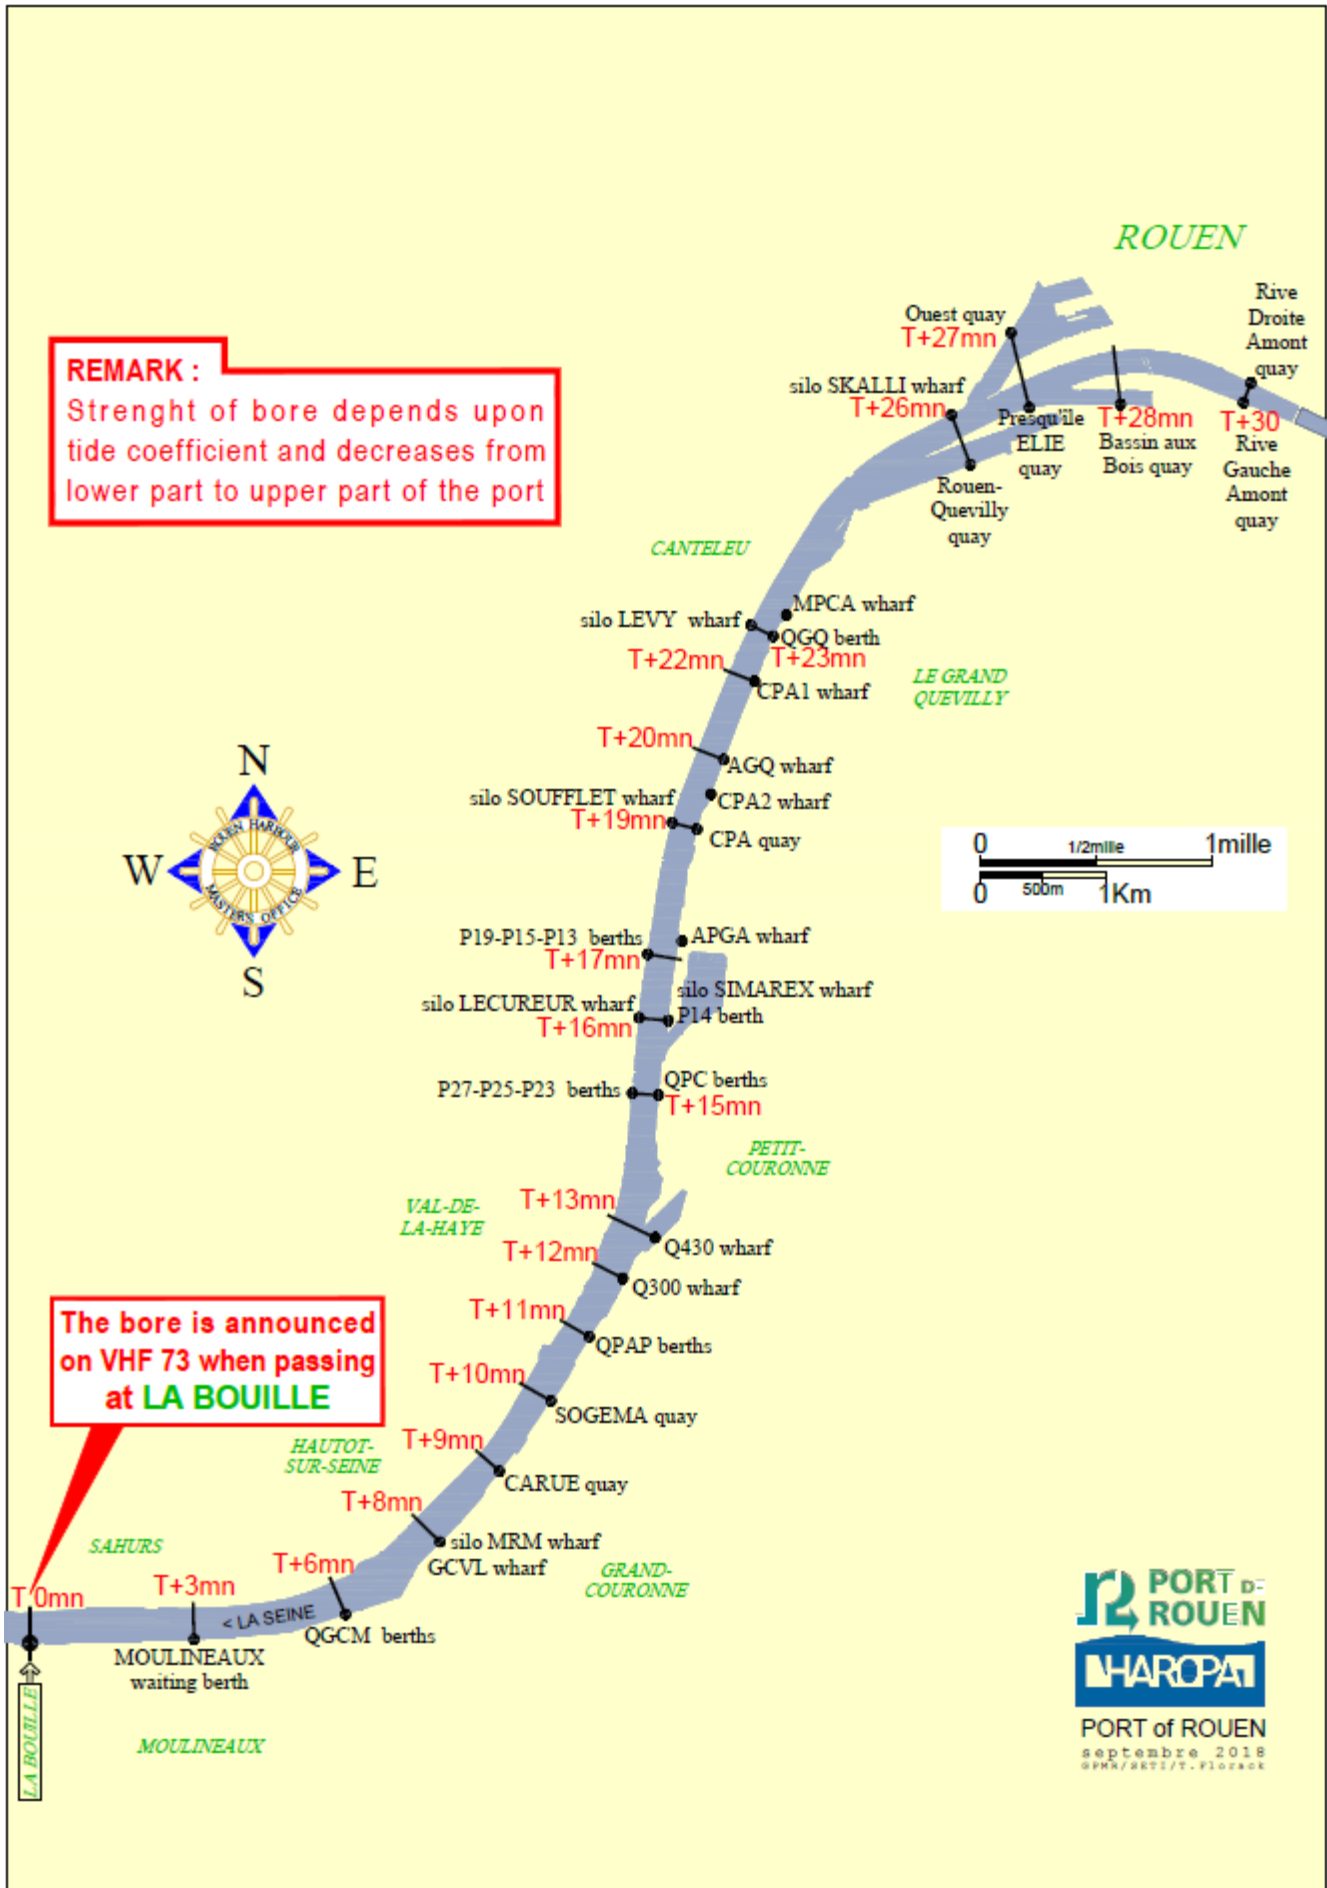 ROUEN
Rive
Droite
Amont
quay
Ouest quay
T+27mn
REMARK :
Strenght of bore depends upon
tide coefficient and decreases from
lower part to upper part of the port
silo SKALLI wharf
T+26mn
Presqu'ile
ELIE
quay
T+28mn
Bassin aux
Bois quay
T+30
Rive
Gauche
Amont
quay
Rouen-
Quevilly
quay
CANTELEU
MPCA wharf
silo LEVY wharf
QGQ berth
T+23mn
T+22mn
CPA1 wharf
LE GRAND
QUEVILLY
T+20mn
AGQ wharf
silo SOUFFLET wharf
CPA2 wharf
T+19mn
CPA quay
N
W
E
S
ROUEN HARBOUR
MASTER'S OFFICE
0
1/2mille
1mille
0
500m
1Km
P19-P15-P13 berths
APGA wharf
T+17mn
silo SIMAREX wharf
silo LECUREUR wharf
P14 berth
T+16mn
P27-P25-P23 berths
QPC berths
T+15mn
PETIT-
COURONNE
VAL-DE-
LA-HAYE
T+13mn
Q430 wharf
T+12mn
Q300 wharf
T+11mn
QPAP berths
T+10mn
SOGEMA quay
The bore is announced
on VHF 73 when passing
at LA BOUILLE
HAUTOT-
SUR-SEINE
T+9mn
CARUE quay
T+8mn
silo MRM wharf
GCVL wharf
GRAND-
COURONNE
SAHURS
T+6mn
T 0mn
T+3mn
< LA SEINE
QGCM berths
MOULINEAUX
waiting berth
LA BOUILLE
MOULINEAUX
PORT DE
ROUEN
HAROPA
PORT of ROUEN
septembre 2018
GPMR/SETI/T.Florack